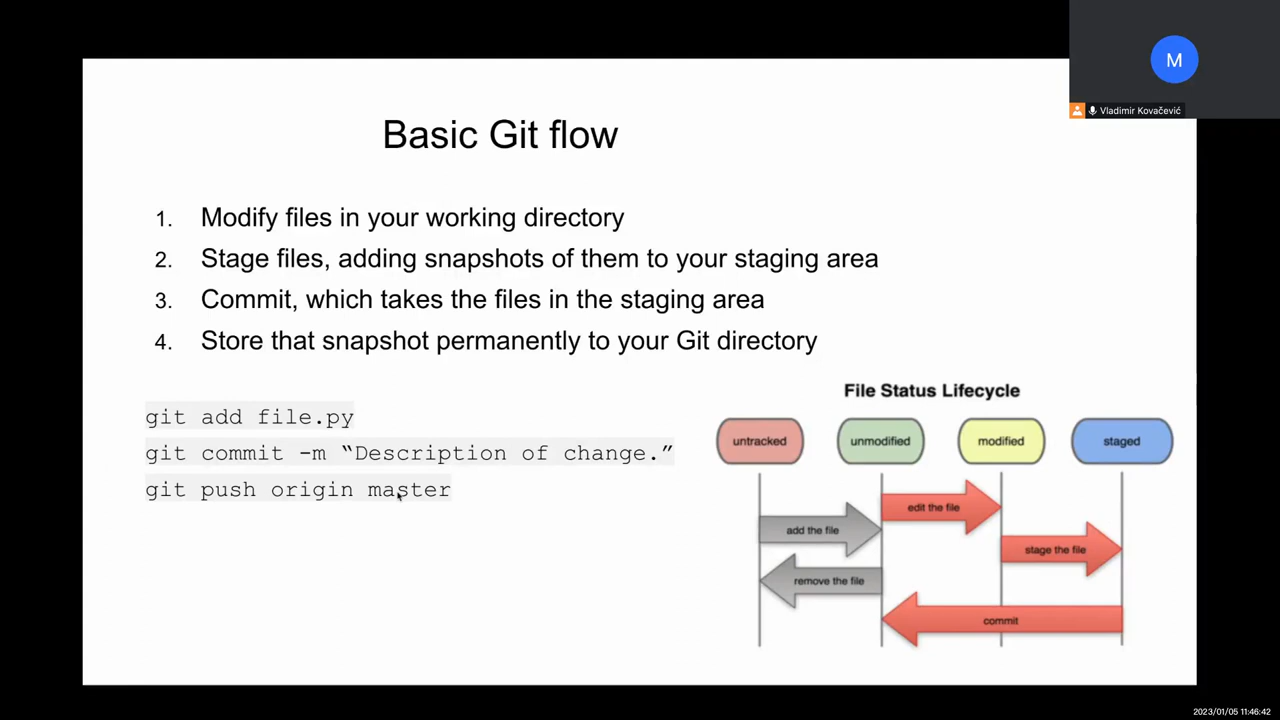 M
Vladimir Kovačević
Basic Git flow
1. Modify files in your working directory
2. Stage files, adding snapshots of them to your staging area
3. Commit, which takes the files in the staging area
4. Store that snapshot permanently to your Git directory
git add file.py
git commit -m “Description of change.”
git push origin master
File Status Lifecycle
untracked unmodified modified staged
edit the file
add the file
stage the file
remove the file
commit
2023/01/05 11:46:42